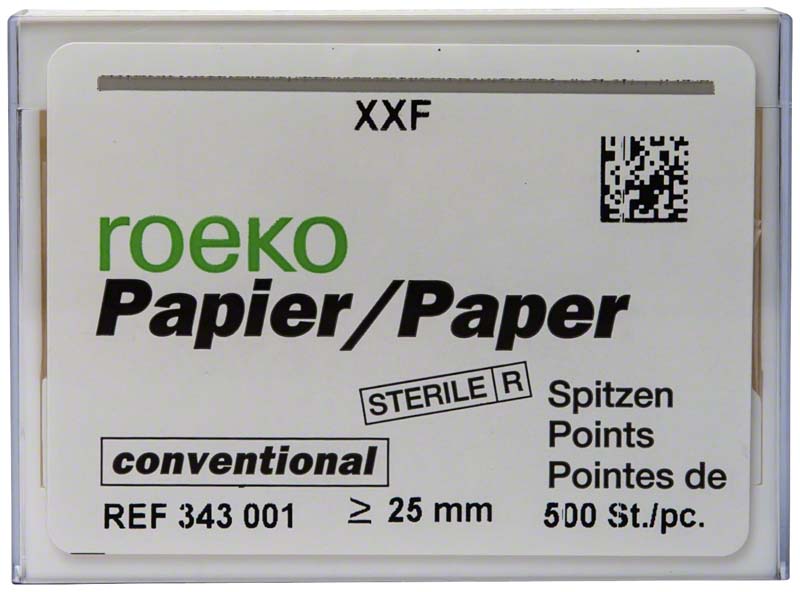 XXF
roeko
Papier/Paper
STERILE R
Spitzen
Points
Pointes de
conventional
REF 343 001
≥ 25 mm
500 St./pc.